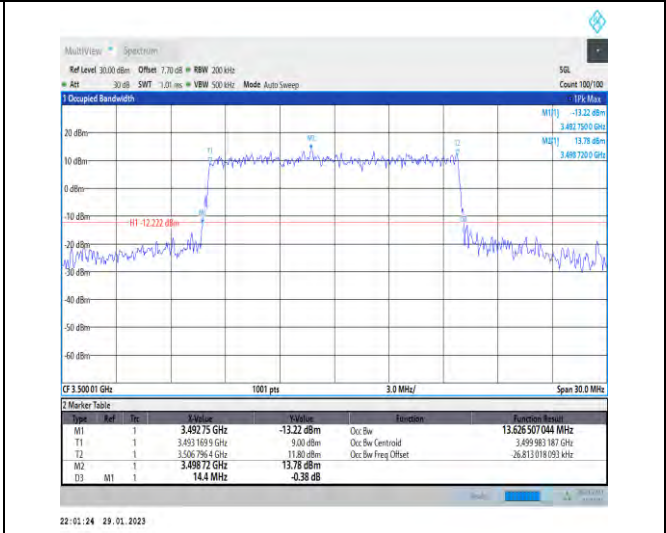 MultiView Spectrum
Ref Level 30.00 dBm Offset 7.70 dB RBW 200 kHz SGL
Att 30 dB SWT 1.01 ms VBW 500 kHz Mode Auto Sweep Count 100/100
1 Occupied Bandwidth 1Pk Max
M1[1] -13.22 dBm
3.492 750 0 GHz
M2[1] 13.78 dBm
3.498 720 0 GHz
20 dBm
M2
T1
T2
10 dBm
0 dBm
-10 dBm
H1 -12.222 dBm
-20 dBm
-30 dBm
-40 dBm
-50 dBm
-60 dBm
CF 3.500 01 GHz 1001 pts 3.0 MHz/ Span 30.0 MHz
2 Marker Table
Type Ref Trc X-Value Y-Value Function Function Result
M1 1 3.492 75 GHz -13.22 dBm Occ Bw 13.626 507 044 MHz
T1 1 3.493 169 9 GHz 9.00 dBm Occ Bw Centroid 3.499 983 187 GHz
T2 1 3.506 796 4 GHz 11.80 dBm Occ Bw Freq Offset -26.813 018 093 kHz
M2 1 3.498 72 GHz 13.78 dBm
D3 M1 1 14.4 MHz -0.38 dB
22:01:24 29.01.2023